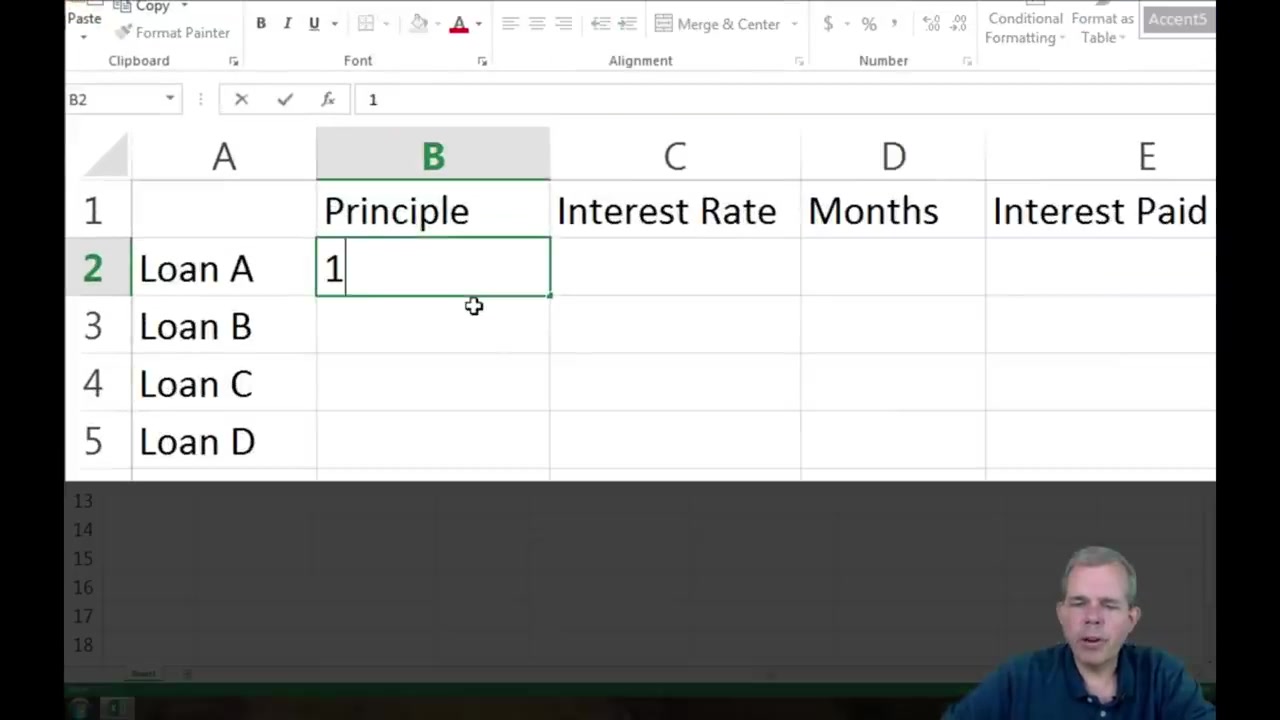 Paste
Copy
Format Painter
B I U
A
Merge & Center
$ % ,
Conditional Formatting
Format as Table
Accent5
Clipboard
Font
Alignment
Number
B2
fx
1
A B C D E
1 Principle Interest Rate Months Interest Paid
2 Loan A 1
3 Loan B
4 Loan C
5 Loan D
13
14
15
16
17
18